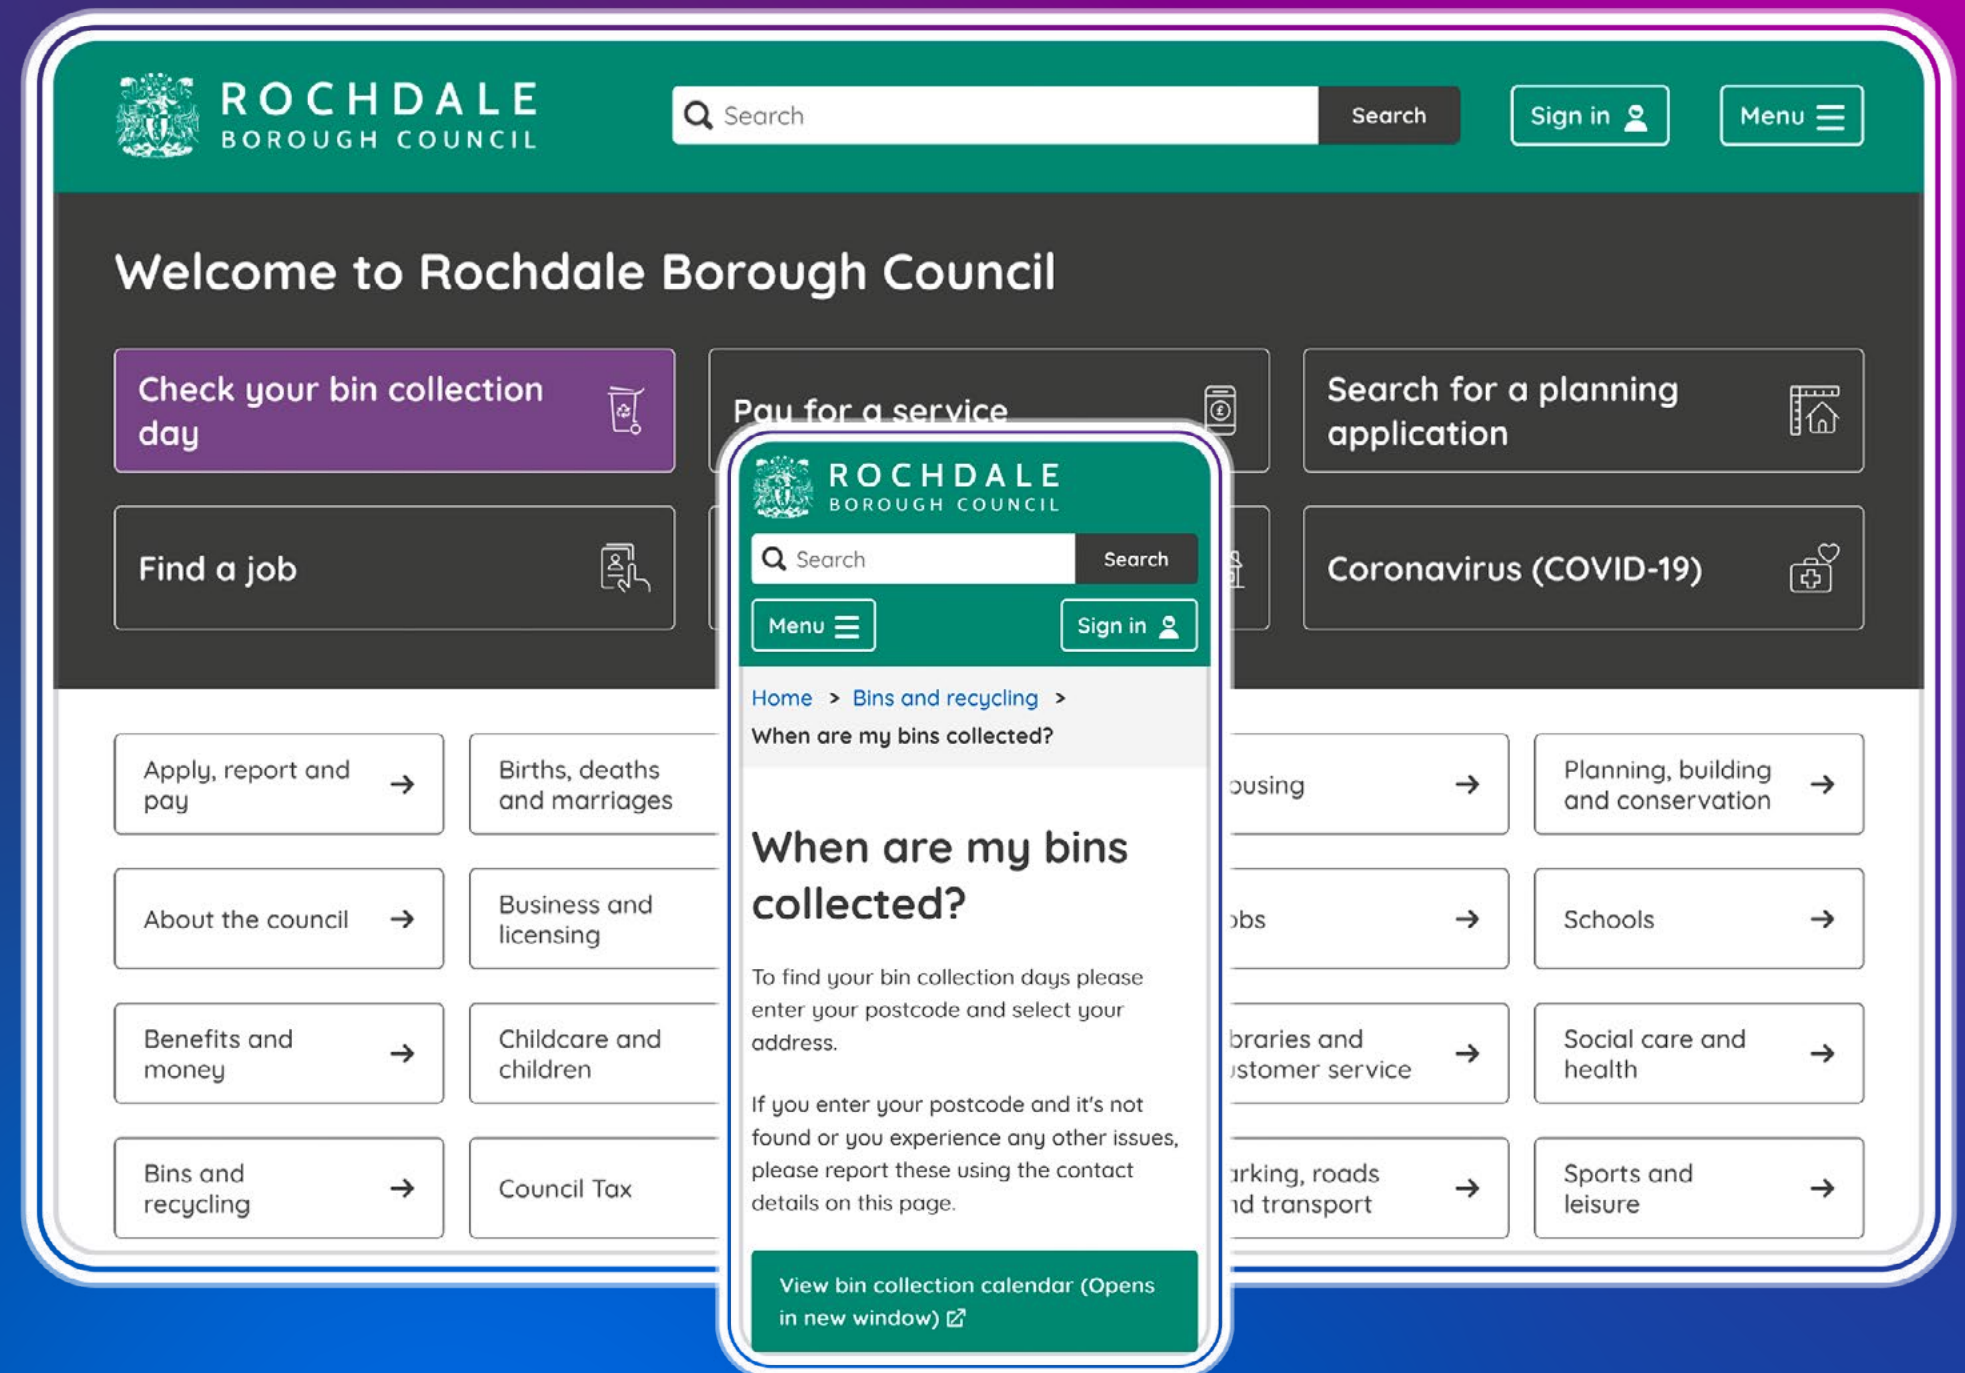 ROCHDALE
BOROUGH COUNCIL
Search
Search
Sign in
Menu
Welcome to Rochdale Borough Council
Check your bin collection
day
Pay for a service
Search for a planning
application
Find a job
Coronavirus (COVID-19)
Apply, report and
pay
Births, deaths
and marriages
Planning, building
and conservation
About the council
Business and
licensing
Schools
Benefits and
money
Childcare and
children
and
service
Social care and
health
Bins and
recycling
Council Tax
roads
transport
Sports and
leisure
ROCHDALE
BOROUGH COUNCIL
Search
Search
Menu
Sign in
Home > Bins and recycling >
When are my bins collected?
When are my bins
collected?
To find your bin collection days please
enter your postcode and select your
address.
If you enter your postcode and it's not
found or you experience any other issues,
please report these using the contact
details on this page.
View bin collection calendar (Opens
in new window)